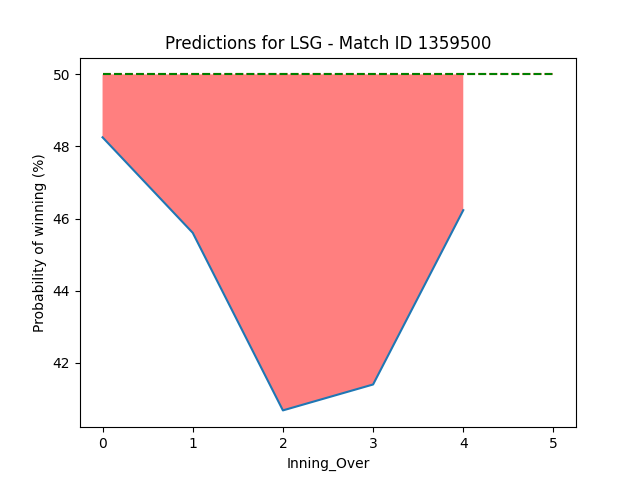 Predictions for LSG - Match ID 1359500
Probability of winning (%)
50
48
46
44
42
0 1 2 3 4 5
Inning_Over